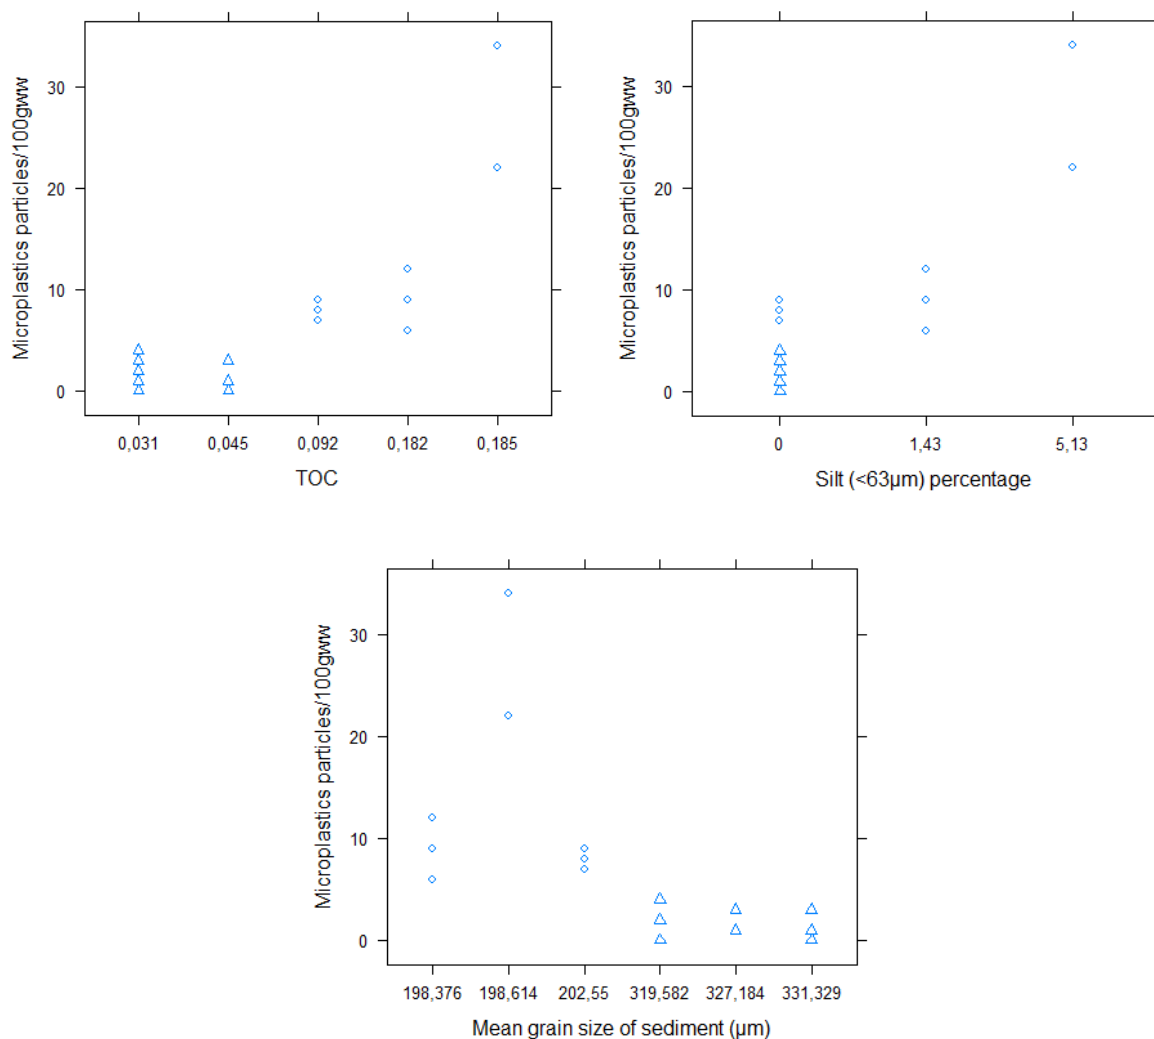 Microplastics particles/100gww
30
20
10
0
0,031 0,045 0,092 0,182 0,185
TOC
Microplastics particles/100gww
30
20
10
0
0 1,43 5,13
Silt (<63µm) percentage
Microplastics particles/100gww
30
20
10
0
198,376 198,614 202,55 319,582 327,184 331,329
Mean grain size of sediment (µm)